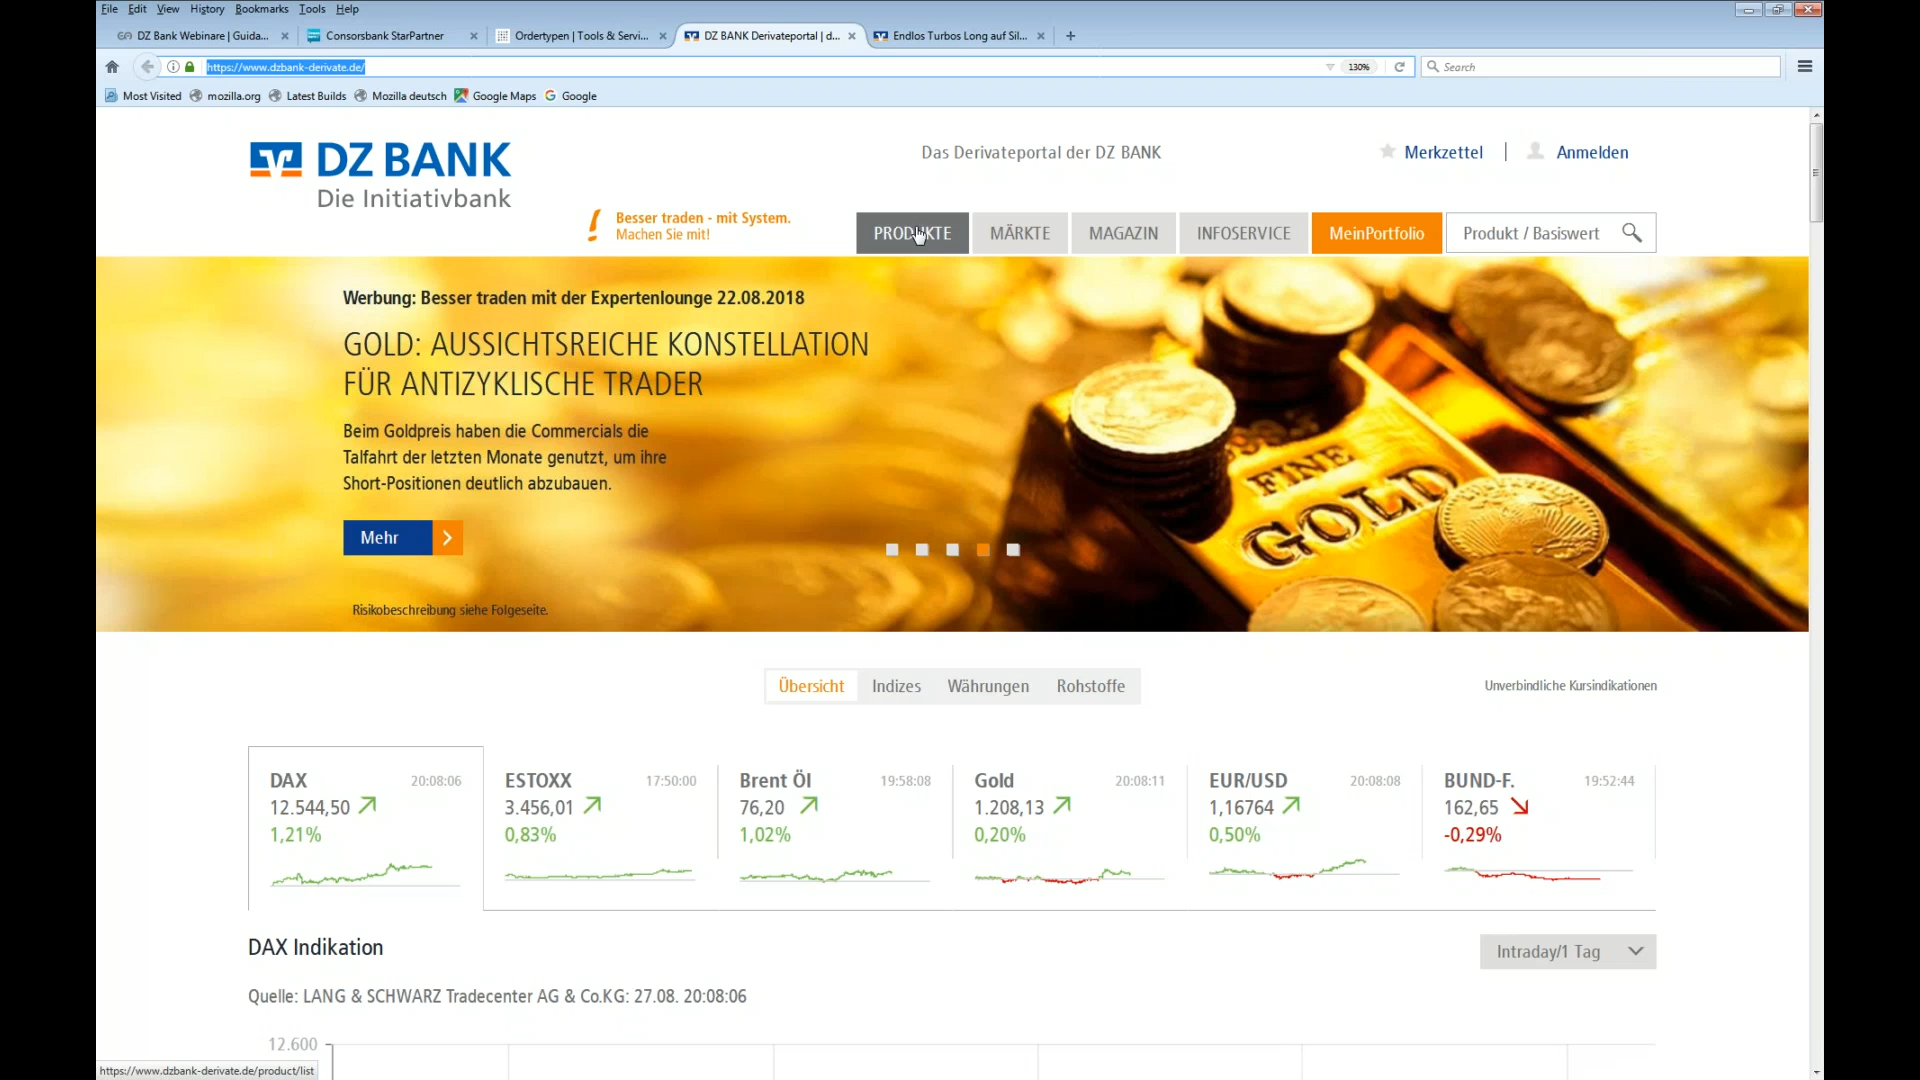 File Edit View History Bookmarks Tools Help
DZ Bank Webinare | Guida...
Consorsbank StarPartner
Ordertypen | Tools & Servi...
DZ BANK Derivateportal | d...
Endlos Turbos Long auf Sil...
https://www.dzbank-derivate.de/
130%
Search
Most Visited mozilla.org Latest Builds Mozilla deutsch Google Maps Google
DZ BANK
Die Initiativbank
Das Derivateportal der DZ BANK
Merkzettel | Anmelden
Besser traden - mit System.
Machen Sie mit!
PRODUKTE MÄRKTE MAGAZIN INFOSERVICE MeinPortfolio Produkt / Basiswert
Werbung: Besser traden mit der Expertenlounge 22.08.2018
GOLD: AUSSICHTSREICHE KONSTELLATION
FÜR ANTIZYKLISCHE TRADER
Beim Goldpreis haben die Commercials die
Talfahrt der letzten Monate genutzt, um ihre
Short-Positionen deutlich abzubauen.
Mehr
Risikobeschreibung siehe Folgeseite.
FINE
GOLD
Übersicht Indizes Währungen Rohstoffe
Unverbindliche Kursindikationen
DAX 20:08:06
12.544,50
1,21%
ESTOXX 17:50:00
3.456,01
0,83%
Brent Öl 19:58:08
76,20
1,02%
Gold 20:08:11
1.208,13
0,20%
EUR/USD 20:08:08
1,16764
0,50%
BUND-F. 19:52:44
162,65
-0,29%
DAX Indikation
Intraday/1 Tag
Quelle: LANG & SCHWARZ Tradecenter AG & Co.KG: 27.08. 20:08:06
12.600
https://www.dzbank-derivate.de/product/list